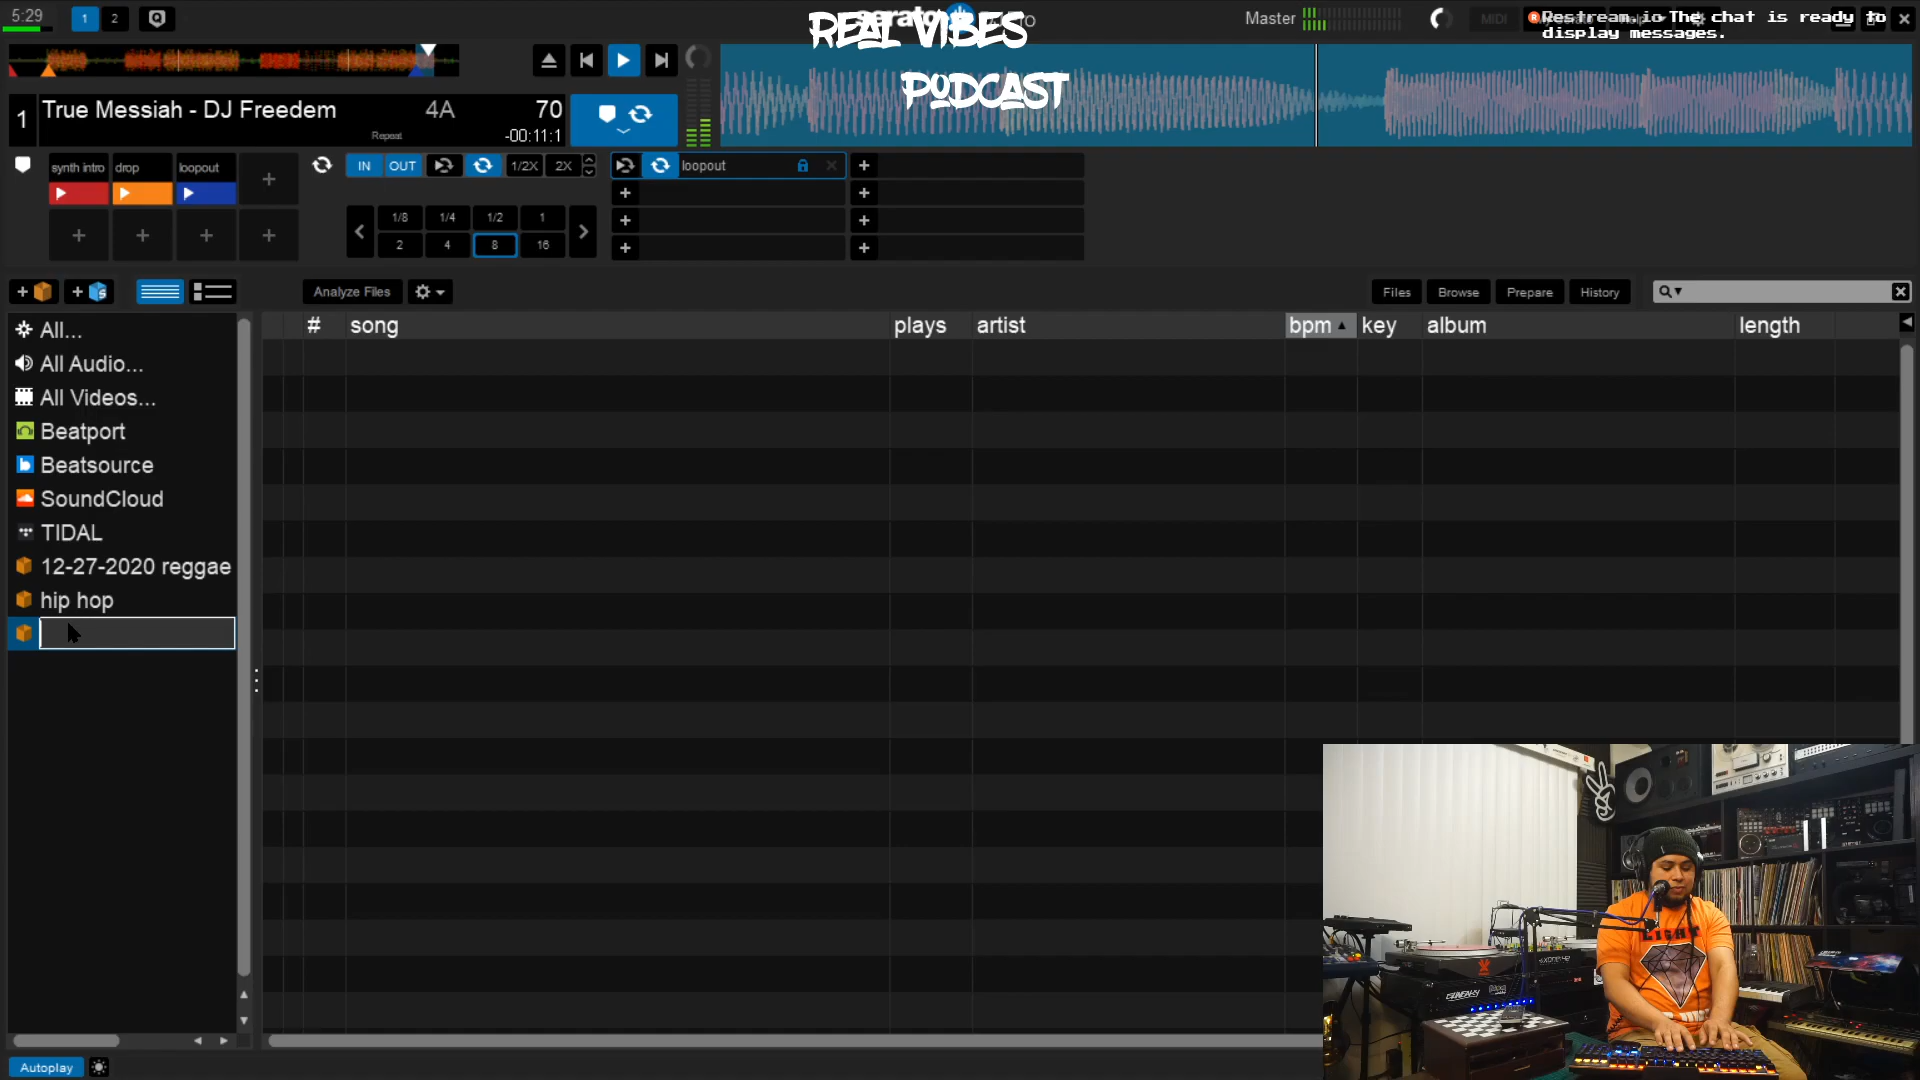 5:29
1 2
serato
REAL VIBES
PODCAST
Master
MIDI
Restream.io The chat is ready to
display messages.
1
True Messiah - DJ Freedem
4A
70
Repeat
-00:11:1
synth intro drop loopout
IN OUT 1/2X 2X
loopout
1/8 1/4 1/2 1
2 4 8 16
Analyze Files
Files Browse Prepare History
# song plays artist bpm key album length
All...
All Audio...
All Videos...
Beatport
Beatsource
SoundCloud
TIDAL
12-27-2020 reggae
hip hop
Autoplay
LIGHT